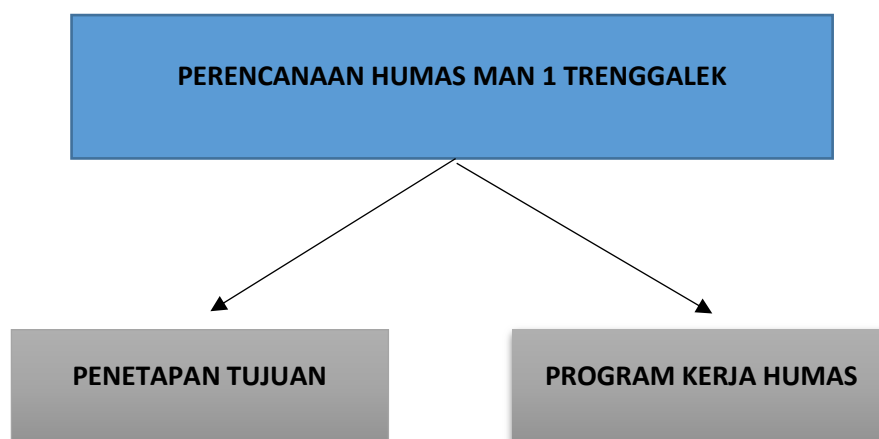 PERENCANAAN HUMAS MAN 1 TRENGGALEK
PENETAPAN TUJUAN
PROGRAM KERJA HUMAS